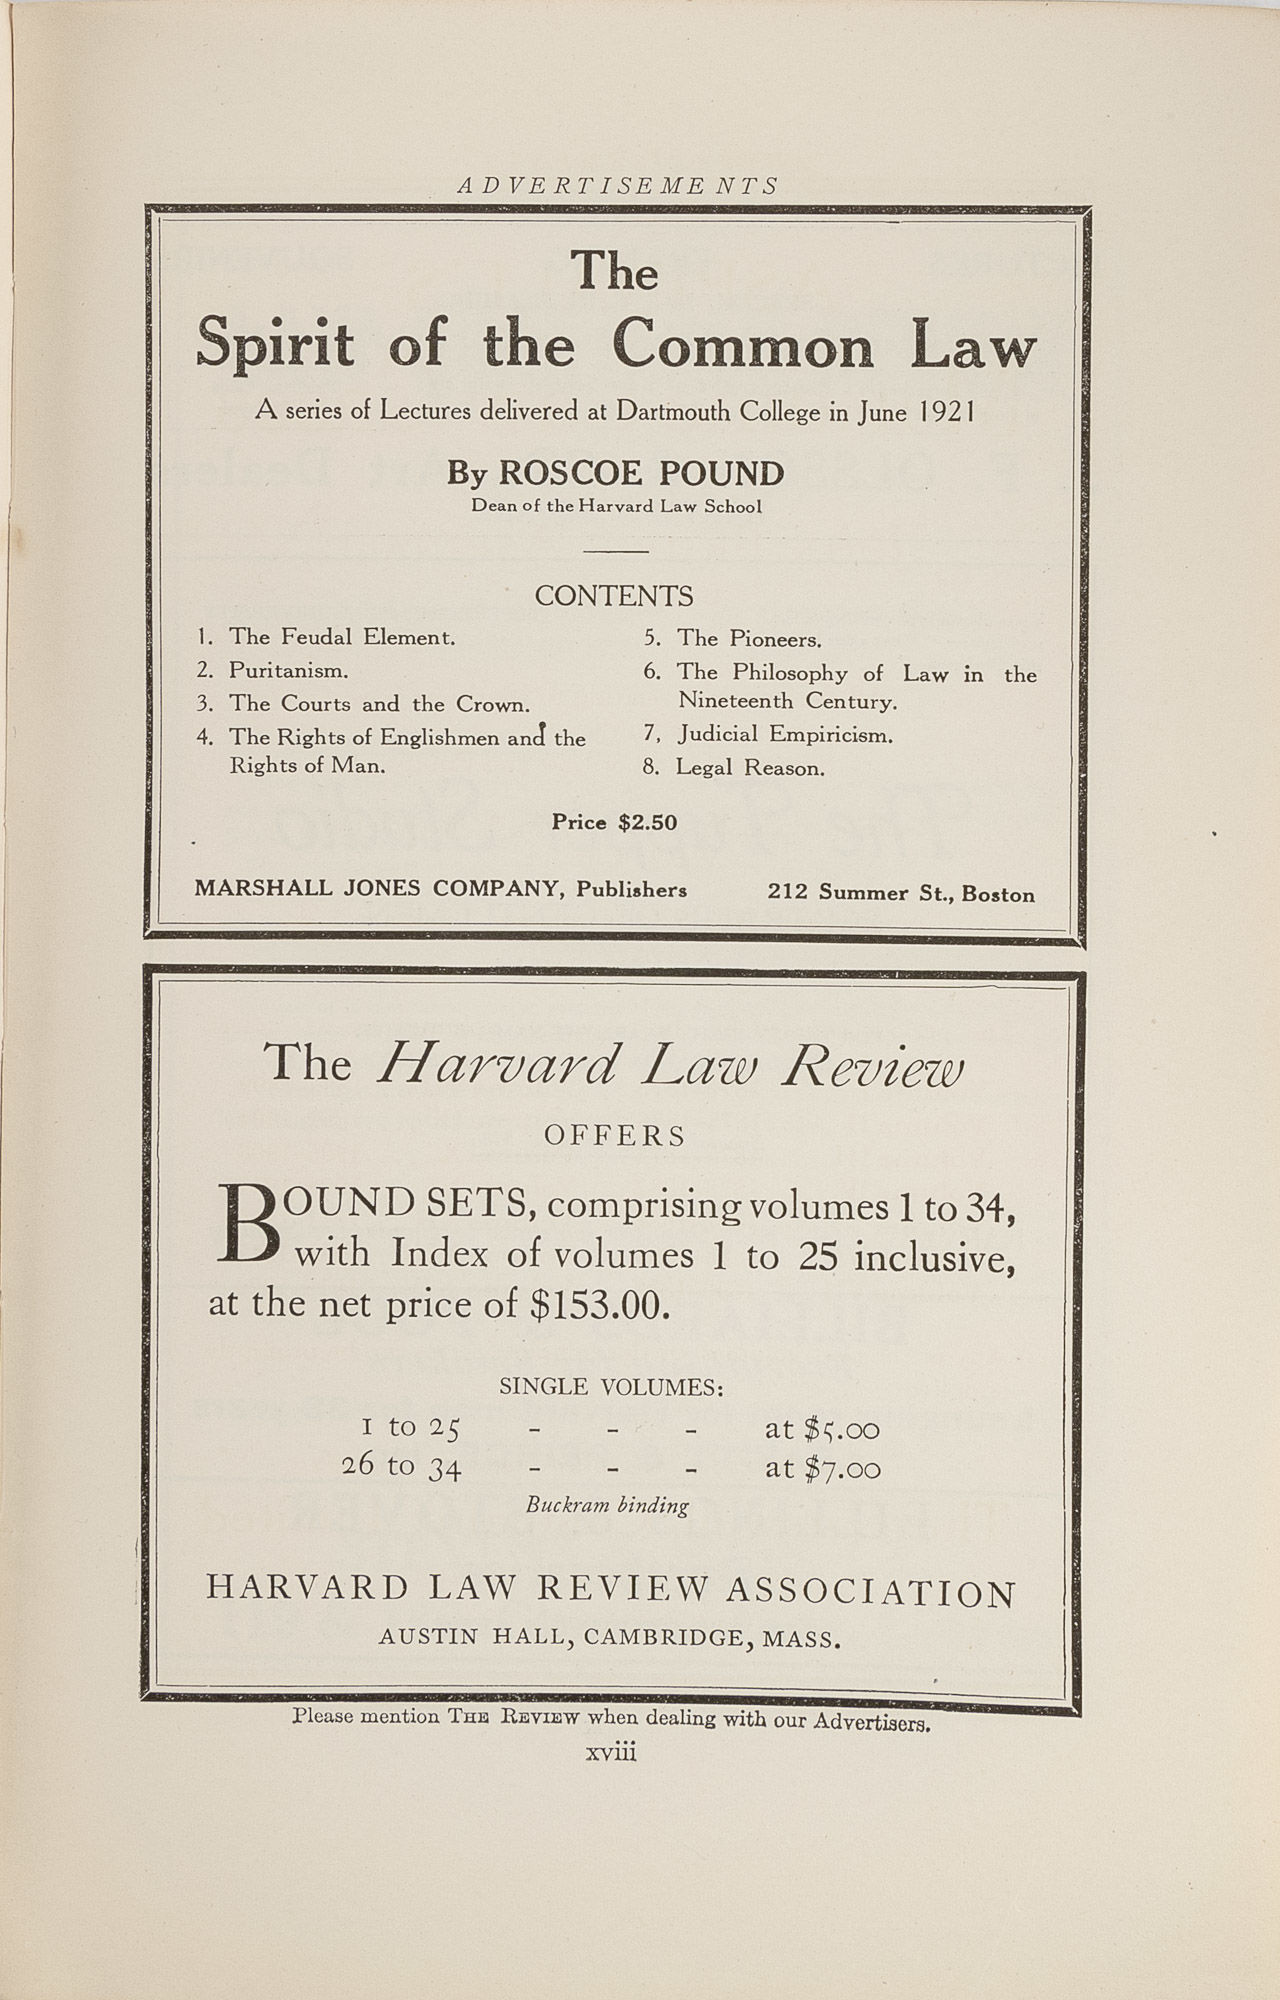 ADVERTISEMENTS
The
Spirit of the Common Law
A series of Lectures delivered at Dartmouth College in June 1921
By ROSCOE POUND
Dean of the Harvard Law School
CONTENTS
1. The Feudal Element.
2. Puritanism.
3. The Courts and the Crown.
4. The Rights of Englishmen and the
Rights of Man.
5. The Pioneers.
6. The Philosophy of Law in the
Nineteenth Century.
7, Judicial Empiricism.
8. Legal Reason.
Price $2.50
MARSHALL JONES COMPANY, Publishers 212 Summer St., Boston
The Harvard Law Review
OFFERS
BOUND SETS, comprising volumes 1 to 34,
with Index of volumes 1 to 25 inclusive,
at the net price of $153.00.
SINGLE VOLUMES:
1 to 25 - - - at $5.00
26 to 34 - - - at $7.00
Buckram binding
HARVARD LAW REVIEW ASSOCIATION
AUSTIN HALL, CAMBRIDGE, MASS.
Please mention THE REVIEW when dealing with our Advertisers.
xviii